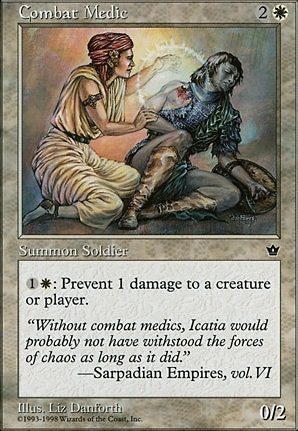 Combat Medic 2
Summon Soldier
1 : Prevent 1 damage to a creature
or player.
“Without combat medics, Icatia would
probably not have withstood the forces
of chaos as long as it did.”
—Sarpadian Empires, vol. VI
Illus. Liz Danforth
©1993-1998 Wizards of the Coast, Inc. 0/2